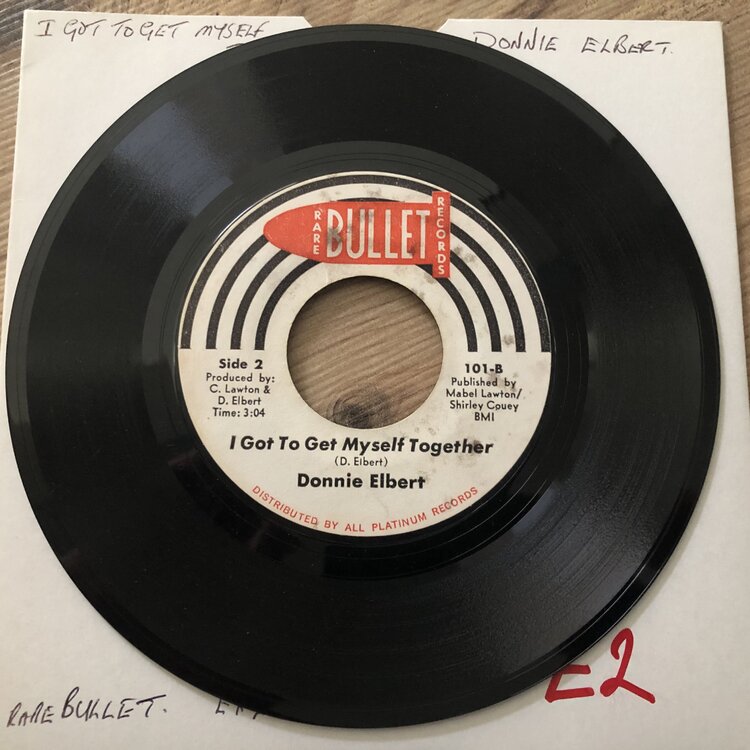 I GOT TO GET MYSELF
DONNIE ELBERT.
RARE
BULLET
RECORDS
Side 2
Produced by:
C. Lawton &
D. Elbert
Time: 3:04
101-B
Published by
Mabel Lawton/
Shirley Couey
BMI
I Got To Get Myself Together
(D. Elbert)
Donnie Elbert
DISTRIBUTED BY ALL PLATINUM RECORDS
RARE BULLET.
E2